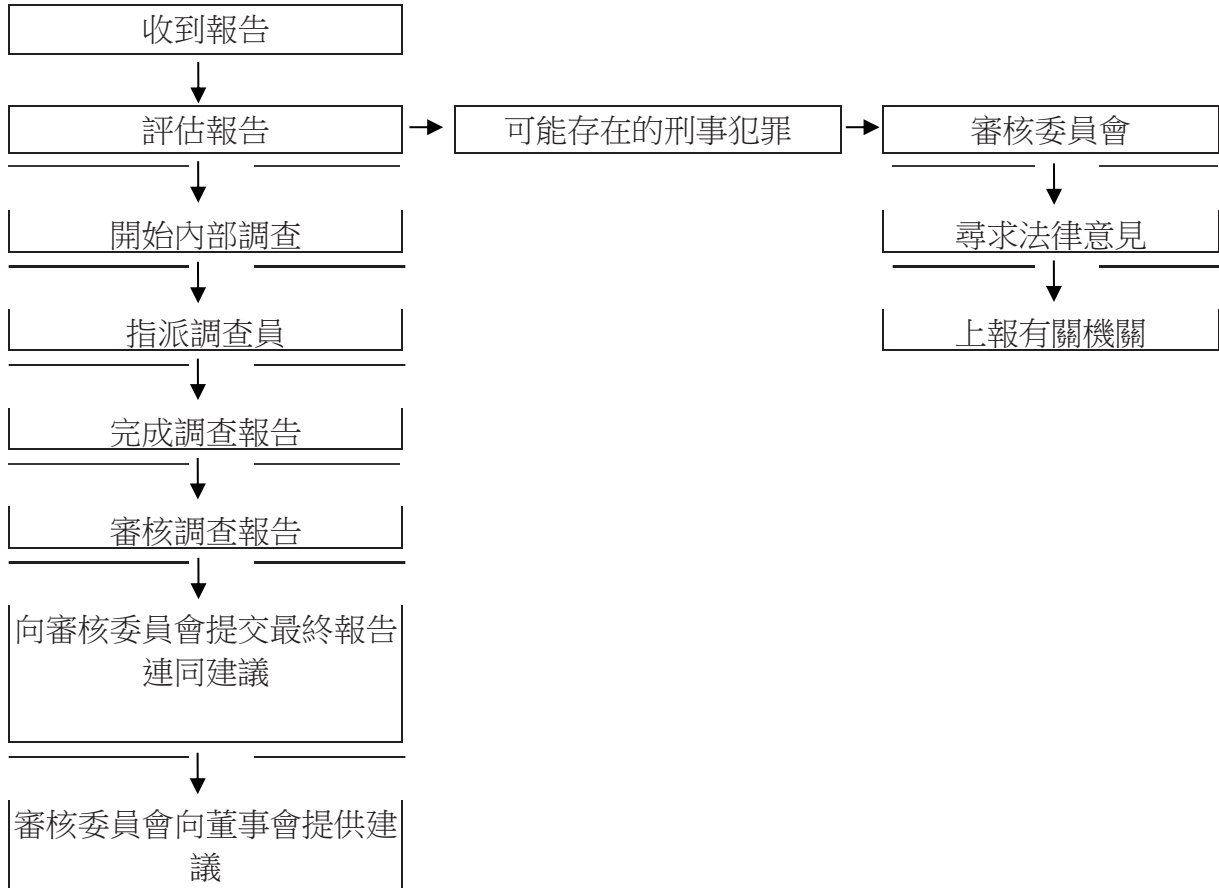 收到報告
評估報告
可能存在的刑事犯罪
審核委員會
開始內部調查
尋求法律意見
指派調查員
上報有關機關
完成調查報告
審核調查報告
向審核委員會提交最終報告
連同建議
審核委員會向董事會提供建
議